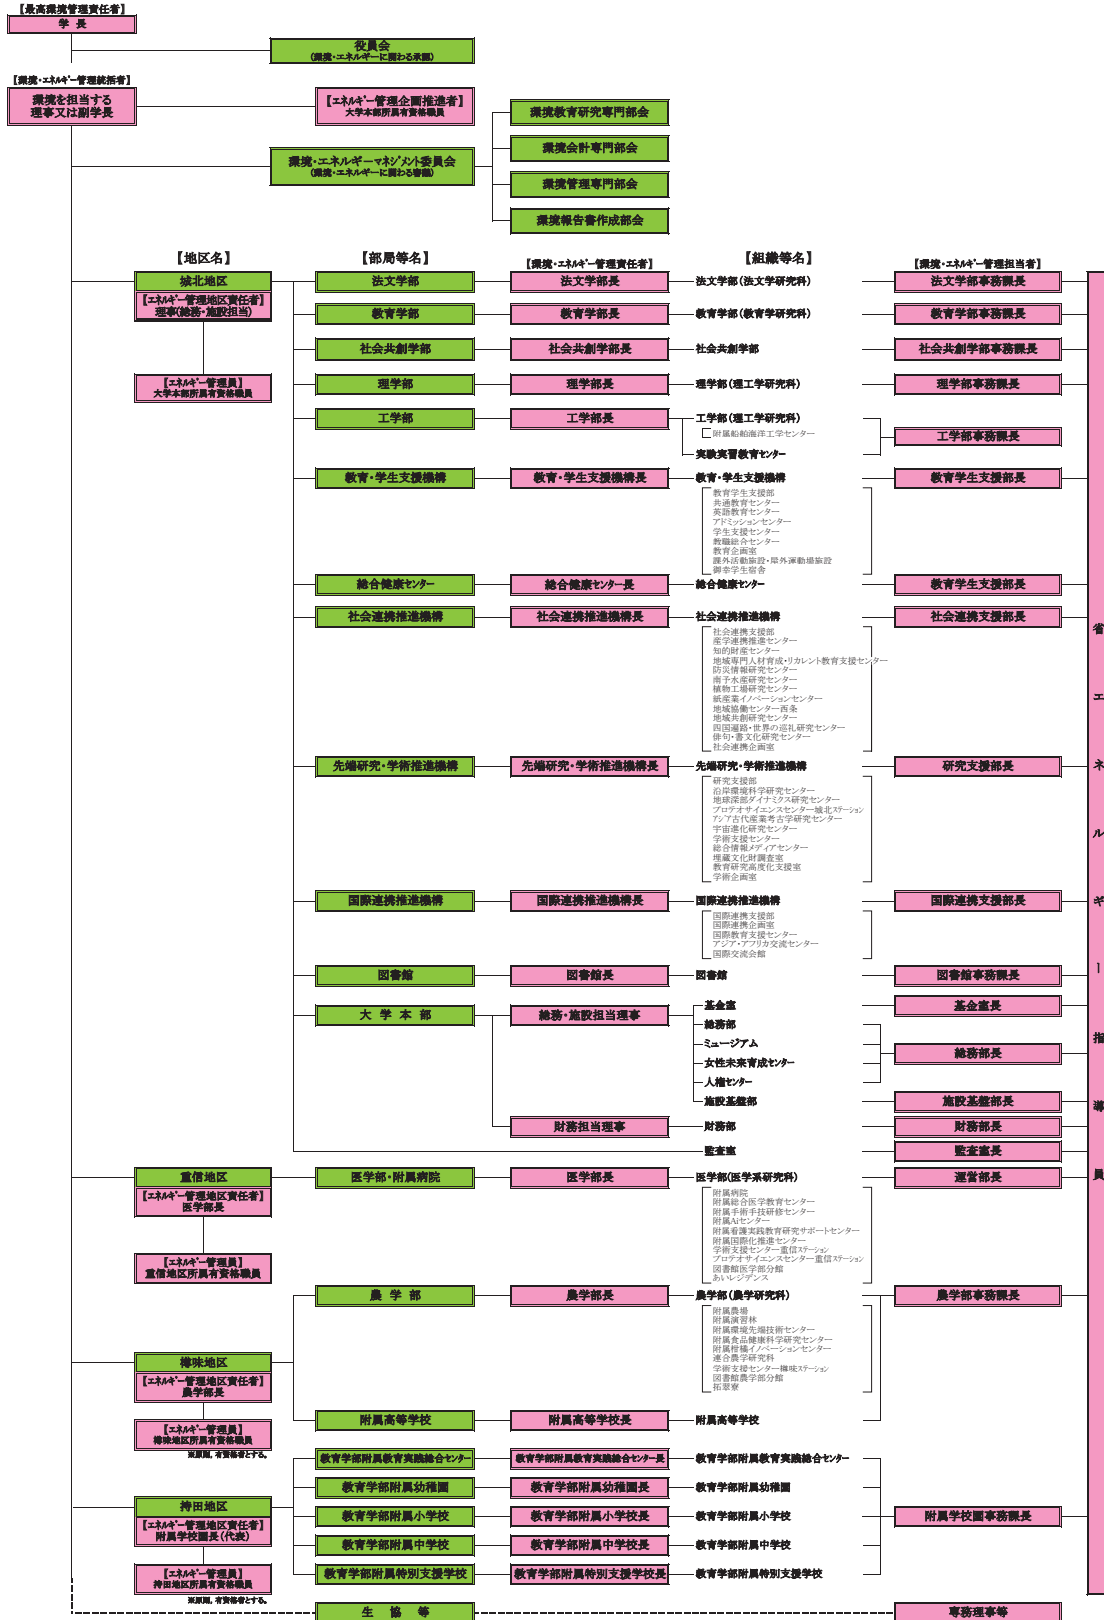 【最高環境管理責任者】
学 長
役員会
(環境・エネルギーに関わる承認)
【環境・エネルギー管理統括者】
環境を担当する
理事又は副学長
【エネルギー管理企画推進者】
大学本部所属有資格職員
環境・エネルギーマネジメント委員会
(環境・エネルギーに関わる審議)
環境教育研究専門部会
環境会計専門部会
環境管理専門部会
環境報告書作成部会
【地区名】 【部局等名】 【環境・エネルギー管理責任者】 【組織等名】 【環境・エネルギー管理担当者】
城北地区 法文学部 法文学部長 法文学部(法文学研究科) 法文学部事務課長
【エネルギー管理地区責任者】
理事(総務・施設担当)
教育学部 教育学部長 教育学部(教育学研究科) 教育学部事務課長
社会共創学部 社会共創学部長 社会共創学部 社会共創学部事務課長
【エネルギー管理員】
大学本部所属有資格職員
理学部 理学部長 理学部(理工学研究科) 理学部事務課長
工学部 工学部長 工学部(理工学研究科)
附属船舶海洋工学センター
工学部事務課長
実験実習教育センター
教育・学生支援機構 教育・学生支援機構長 教育・学生支援機構 教育学生支援部長
教育学生支援部
共通教育センター
英語教育センター
アドミッションセンター
学生支援センター
教職総合センター
教育企画室
課外活動施設・屋外運動場施設
御幸学生宿舎
総合健康センター 総合健康センター長 総合健康センター 教育学生支援部長
社会連携推進機構 社会連携推進機構長 社会連携推進機構 社会連携支援部長
社会連携支援部
産学連携推進センター
知的財産センター
地域専門人材育成・リカレント教育支援センター
防災情報研究センター
南予水産研究センター
植物工場研究センター
紙産業イノベーションセンター
地域協働センター西条
地域共創研究センター
四国遍路・世界の巡礼研究センター
俳句・書文化研究センター
社会連携企画室
先端研究・学術推進機構 先端研究・学術推進機構長 先端研究・学術推進機構 研究支援部長
研究支援部
沿岸環境科学研究センター
地球深部ダイナミクス研究センター
プロテオサイエンスセンター城北ステーション
アジア古代産業考古学研究センター
宇宙進化研究センター
学術支援センター
総合情報メディアセンター
埋蔵文化財調査室
教育研究高度化支援室
学術企画室
国際連携推進機構 国際連携推進機構長 国際連携推進機構 国際連携支援部長
国際連携支援部
国際連携企画室
国際教育支援センター
アジア・アフリカ交流センター
国際交流会館
図書館 図書館長 図書館 図書館事務課長
大 学 本 部 総務・施設担当理事 基金室 基金室長
総務部
ミュージアム
総務部長
女性未来育成センター
人権センター
施設基盤部 施設基盤部長
財務担当理事 財務部 財務部長
監査室 監査室長
重信地区 医学部・附属病院 医学部長 医学部(医学系研究科) 運営部長
【エネルギー管理地区責任者】
医学部長
【エネルギー管理員】
重信地区所属有資格職員
附属病院
附属総合医学教育センター
附属手術手技研修センター
附属Aiセンター
附属看護実践教育研究サポートセンター
附属国際化推進センター
学術支援センター重信ステーション
プロテオサイエンスセンター重信ステーション
図書館医学部分館
あいレジデンス
農 学 部 農学部長 農学部(農学研究科) 農学部事務課長
附属農場
附属演習林
附属環境先端技術センター
附属食品健康科学研究センター
附属柑橘イノベーションセンター
連合農学研究科
学術支援センター樽味ステーション
図書館農学部分館
拓翠寮
樽味地区
【エネルギー管理地区責任者】
農学部長
附属高等学校 附属高等学校長 附属高等学校
【エネルギー管理員】
樽味地区所属有資格職員
※原則、有資格者とする。
教育学部附属教育実践総合センター 教育学部附属教育実践総合センター長 教育学部附属教育実践総合センター
教育学部附属幼稚園 教育学部附属幼稚園長 教育学部附属幼稚園
持田地区
【エネルギー管理地区責任者】
附属学校園長(代表)
教育学部附属小学校 教育学部附属小学校長 教育学部附属小学校 附属学校園事務課長
教育学部附属中学校 教育学部附属中学校長 教育学部附属中学校
【エネルギー管理員】
持田地区所属有資格職員
※原則、有資格者とする。
教育学部附属特別支援学校 教育学部附属特別支援学校長 教育学部附属特別支援学校
生 協 等 専務理事等
省エネルギー指導員